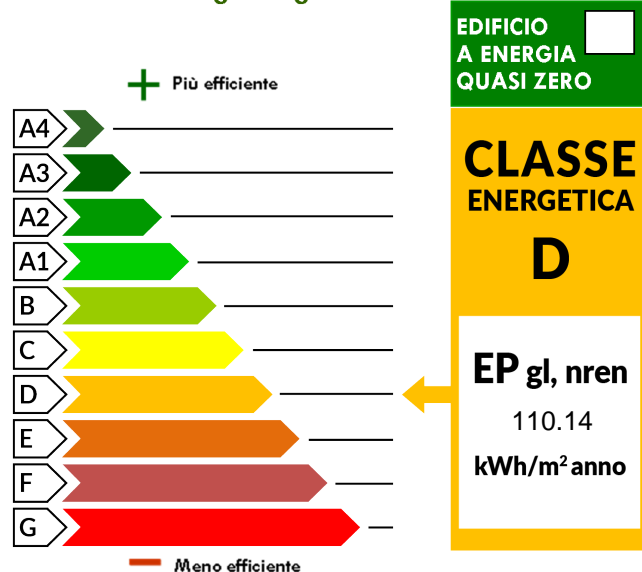 EDIFICIO
A ENERGIA
QUASI ZERO
Più efficiente
A4
A3
A2
A1
B
C
D
E
F
G
Meno efficiente
CLASSE
ENERGETICA
D
EP gl, nren
110.14
kWh/m² anno